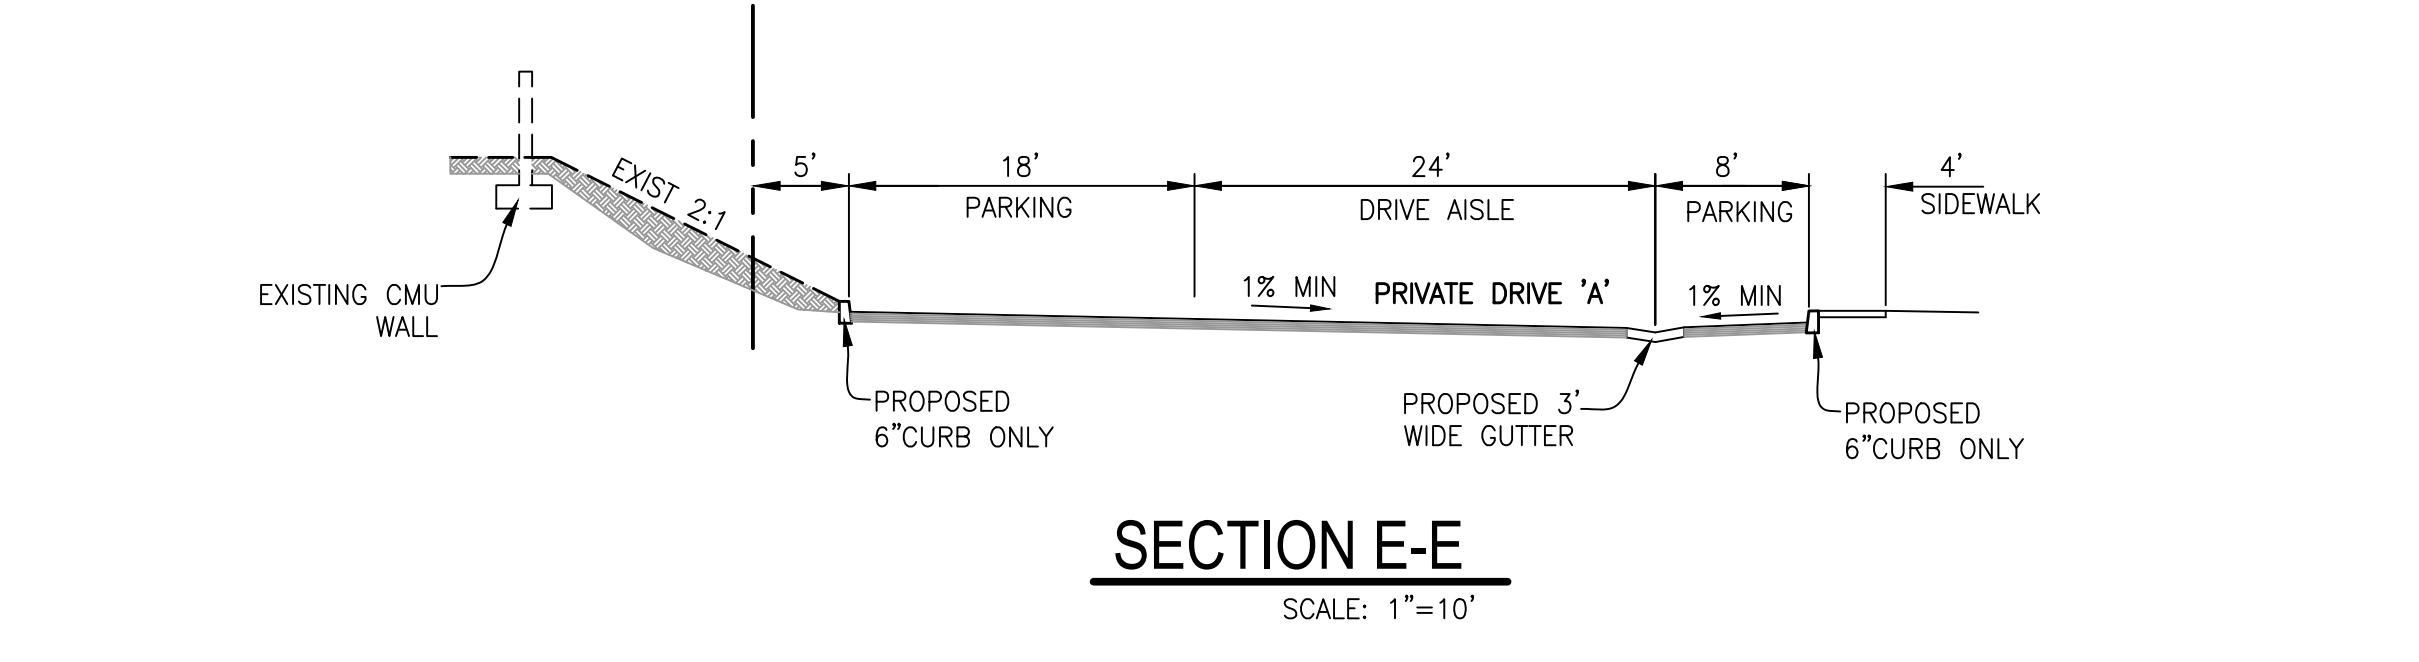 5' 18' 24' 8' 4'
PARKING DRIVE AISLE PARKING SIDEWALK
EXIST 2:1
EXISTING CMU
WALL
1% MIN PRIVATE DRIVE 'A' 1% MIN
PROPOSED
6"CURB ONLY
PROPOSED 3'
WIDE GUTTER
PROPOSED
6"CURB ONLY
SECTION E-E
SCALE: 1"=10'